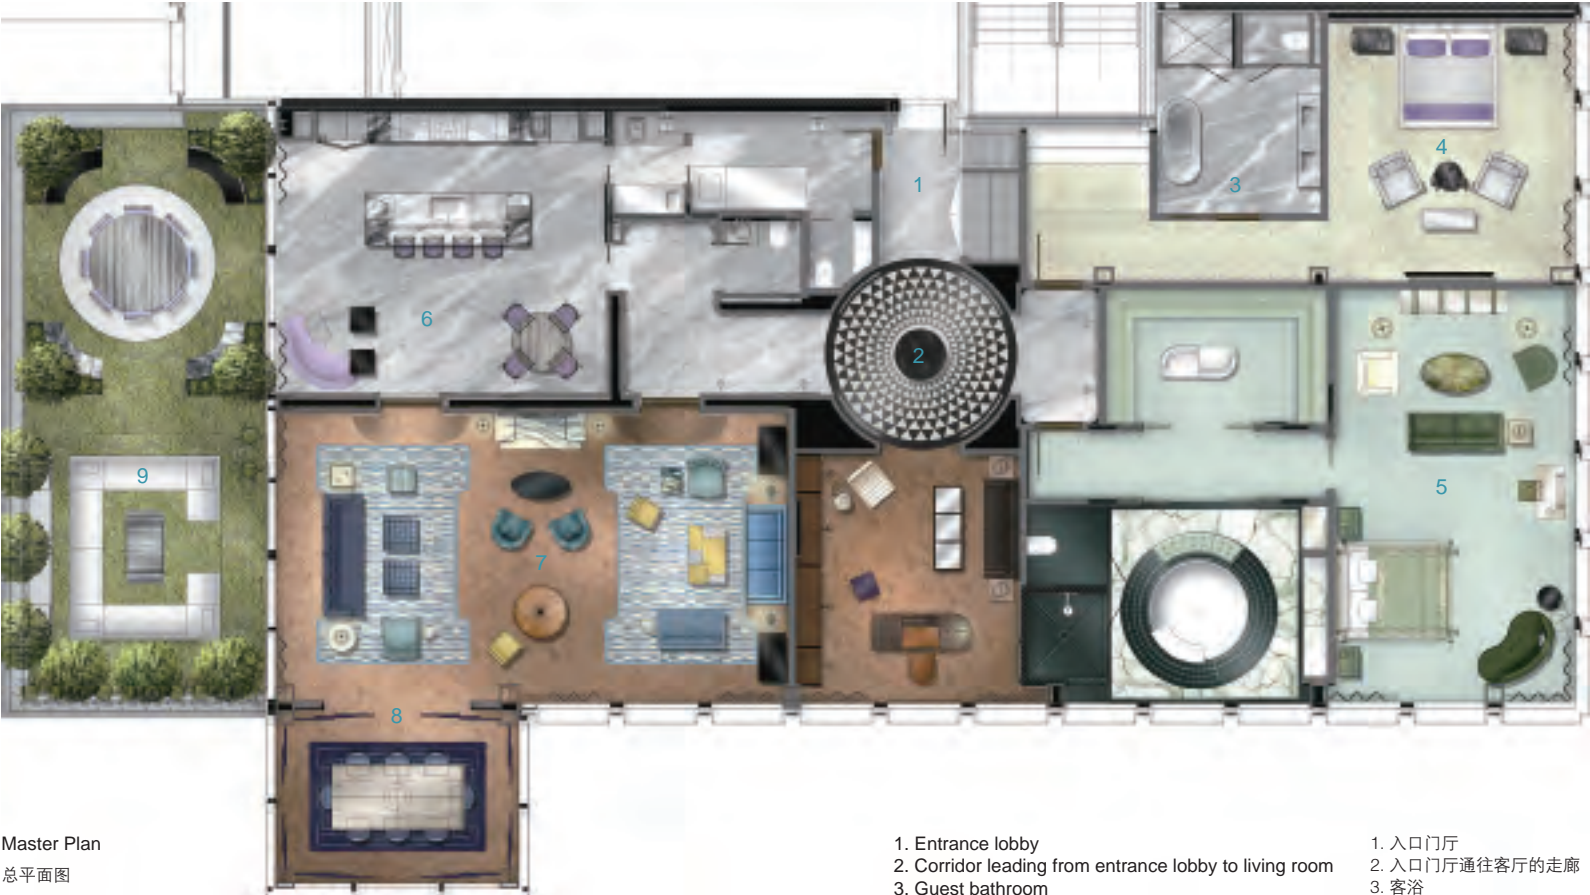 1
2
3
4
5
6
7
8
9
Master Plan
总平面图
1. Entrance lobby
2. Corridor leading from entrance lobby to living room
3. Guest bathroom
1. 入口门厅
2. 入口门厅通往客厅的走廊
3. 客浴